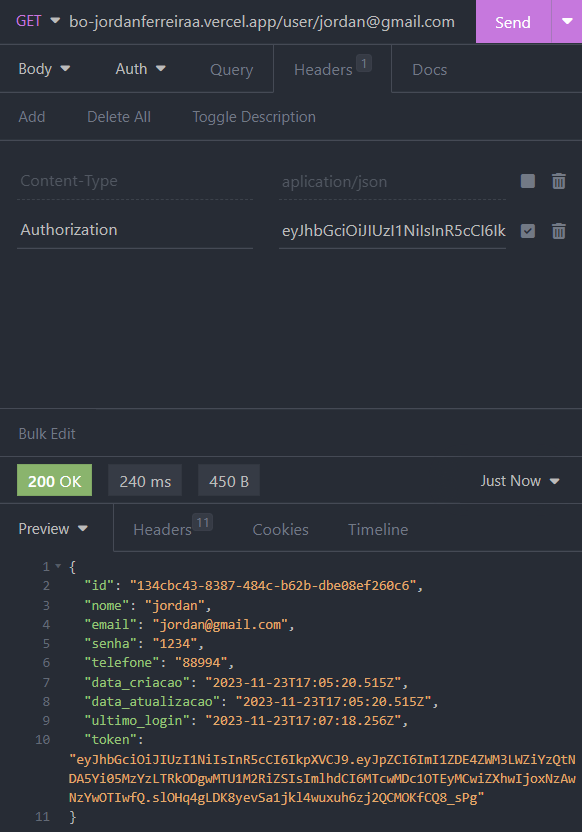 GET bo-jordanferreiraa.vercel.app/user/jordan@gmail.com Send
Body Auth Query Headers 1 Docs
Add Delete All Toggle Description
Content-Type aplication/json
Authorization eyJhbGciOiJIUzI1NiIsInR5cCI6Ik
Bulk Edit
200 OK 240 ms 450 B Just Now
Preview Headers 11 Cookies Timeline
1 {
2 "id": "134cbc43-8387-484c-b62b-dbe08ef260c6",
3 "nome": "jordan",
4 "email": "jordan@gmail.com",
5 "senha": "1234",
6 "telefone": "88994",
7 "data_criacao": "2023-11-23T17:05:20.515Z",
8 "data_atualizacao": "2023-11-23T17:05:20.515Z",
9 "ultimo_login": "2023-11-23T17:07:18.256Z",
10 "token":
"eyJhbGciOiJIUzI1NiIsInR5cCI6IkpXVCJ9.eyJpZCI6ImI1ZDE4ZWM3LWZiYzQtN
DA5Yi05MzYzLTRkODgwMTU1M2RiZSIsImlhdCI6MTcwMDc1OTEyMCwiZXhwIjoxNzAw
NzYwOTIwfQ.slOHq4gLDK8yevSa1jkl4wuxuh6zj2QCMOKfCQ8_sPg"
11 }